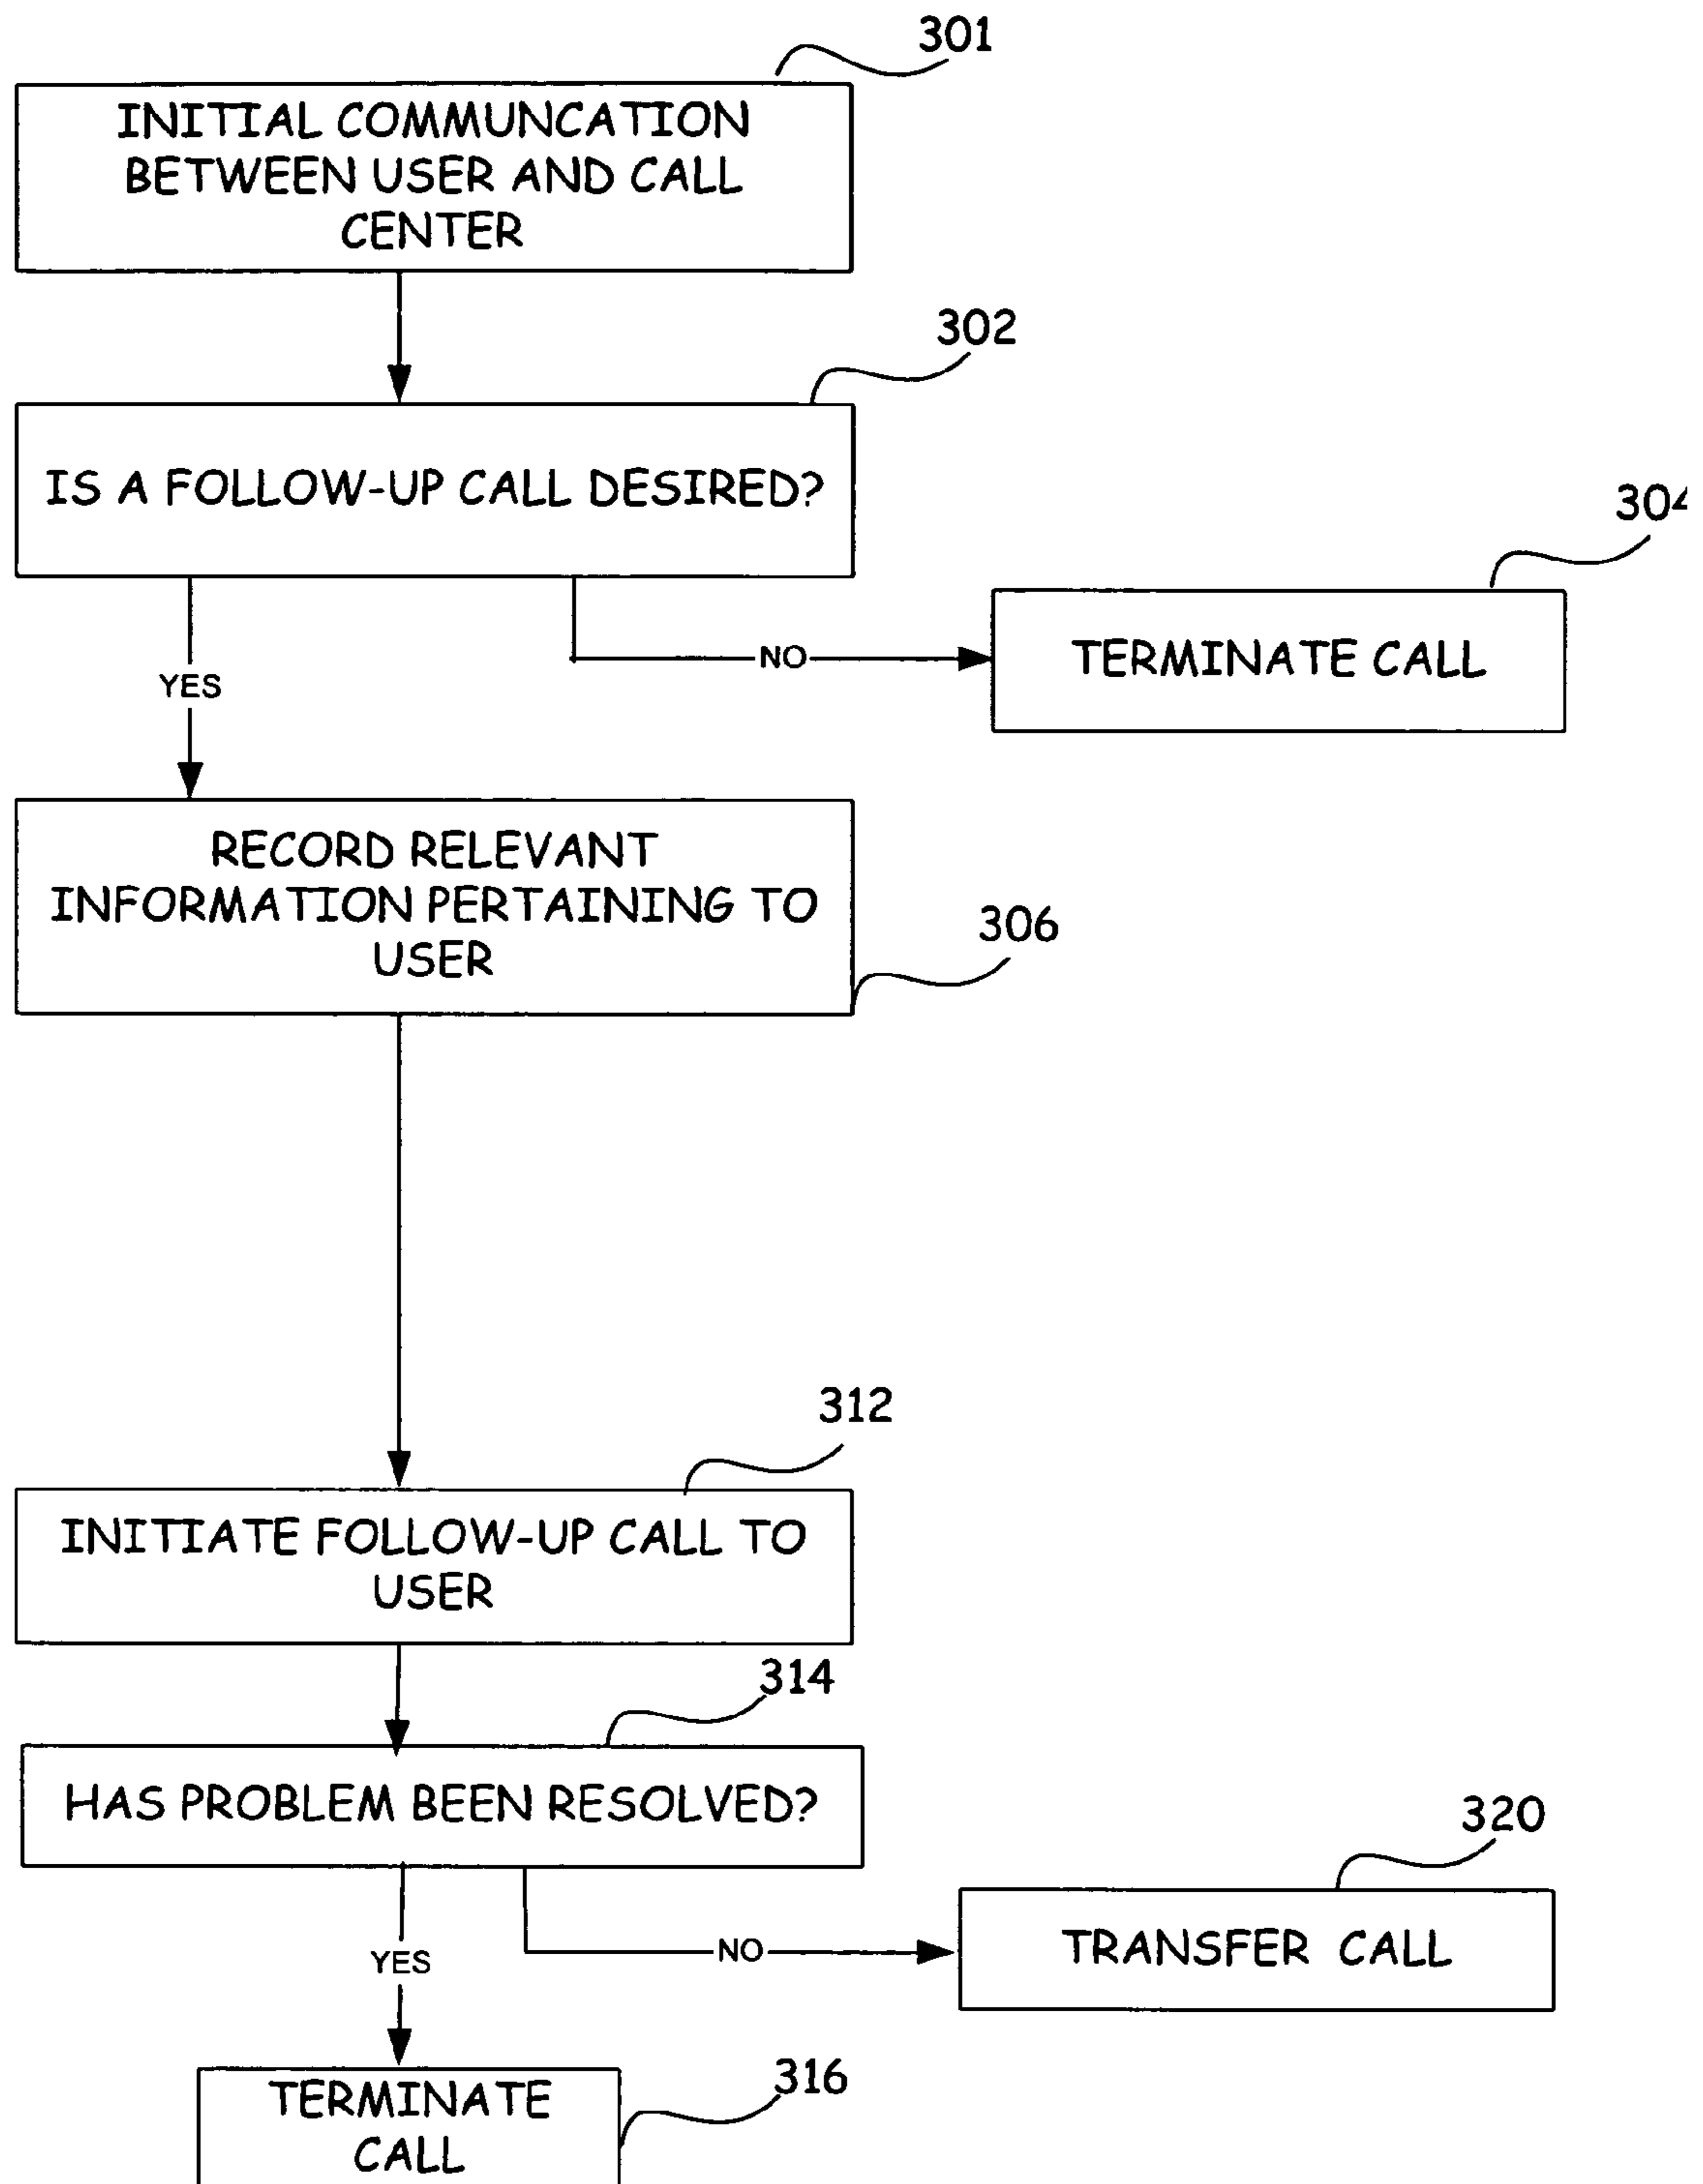 301
INITIAL COMMUNCATION
BETWEEN USER AND CALL
CENTER
302
IS A FOLLOW-UP CALL DESIRED?
304
NO
TERMINATE CALL
YES
RECORD RELEVANT
INFORMATION PERTAINING TO
USER
306
312
INITIATE FOLLOW-UP CALL TO
USER
314
HAS PROBLEM BEEN RESOLVED?
320
NO
TRANSFER CALL
YES
316
TERMINATE
CALL